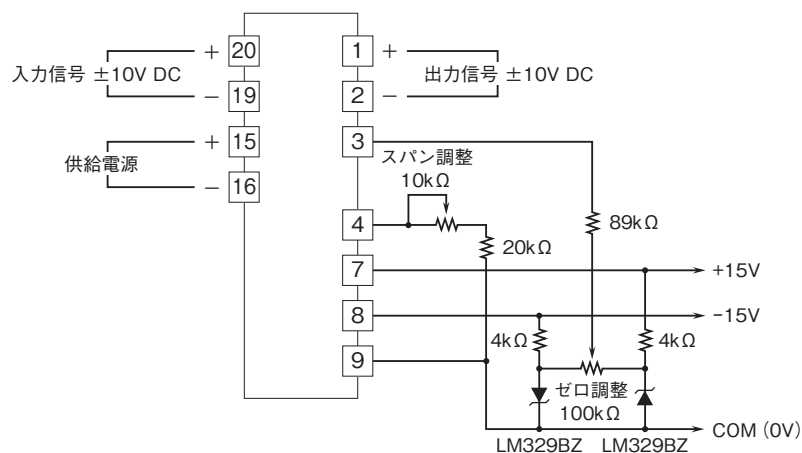 入力信号 ±10V DC
+ 20
− 19
供給電源
+ 15
− 16
1 +
2 −
出力信号 ±10V DC
3
スパン調整
10kΩ
4
20kΩ
89kΩ
7
+15V
8
−15V
4kΩ
4kΩ
9
ゼロ調整
100kΩ
COM (0V)
LM329BZ LM329BZ